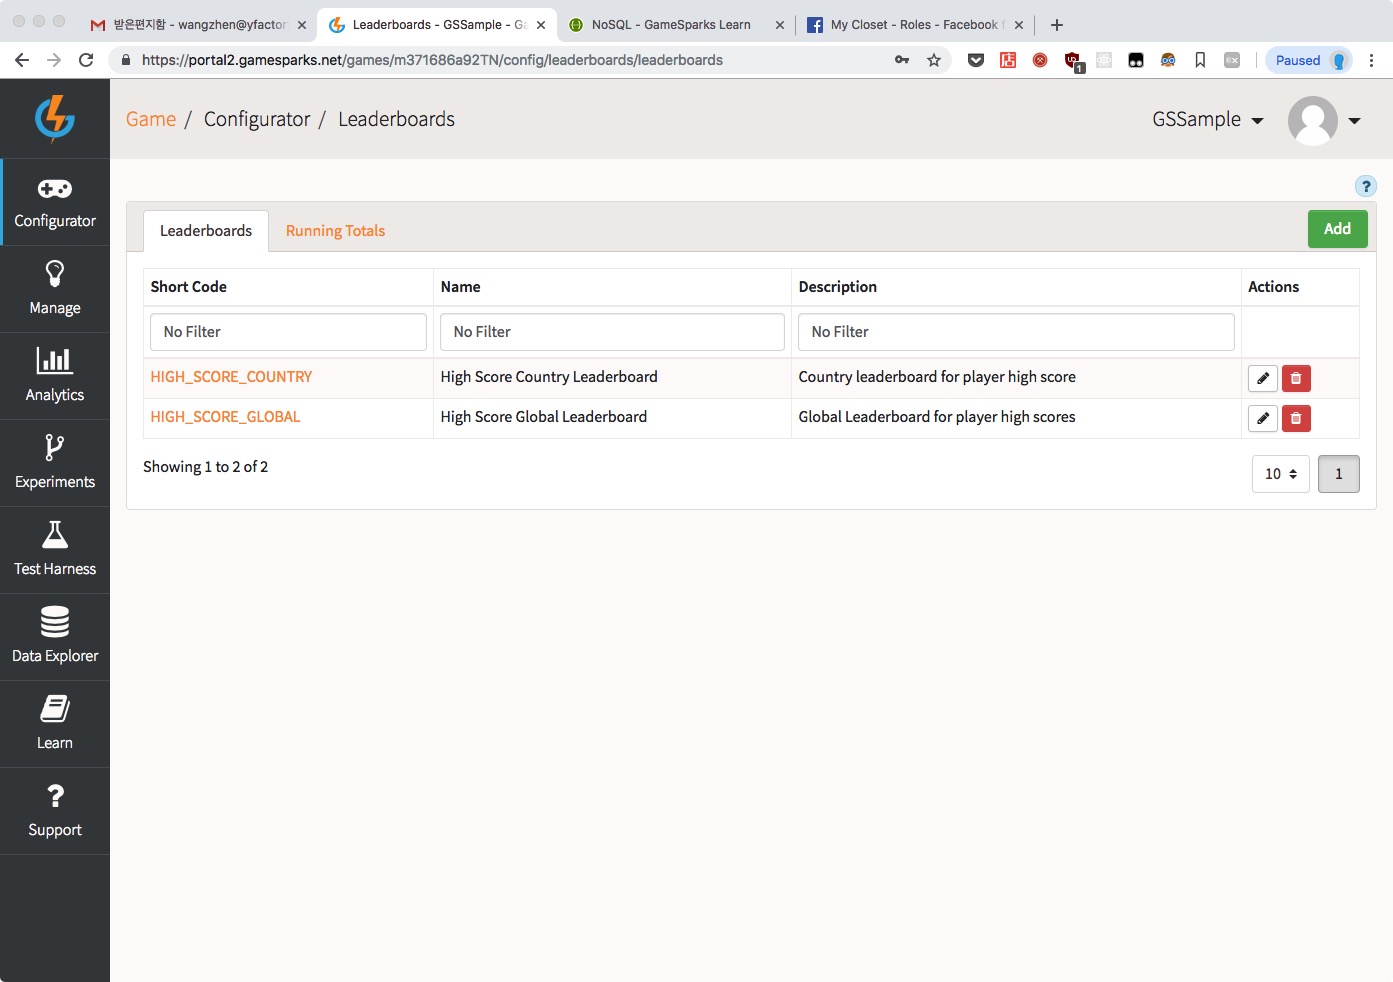 받은편지함 - wangzhen@yfactor
Leaderboards - GSSample - Ga
NoSQL - GameSparks Learn
My Closet - Roles - Facebook f
https://portal2.gamesparks.net/games/m371686a92TN/config/leaderboards/leaderboards
1
Paused
Game / Configurator / Leaderboards
GSSample
Configurator
Manage
Analytics
Experiments
Test Harness
Data Explorer
Learn
Support
?
Leaderboards
Running Totals
Add
Short Code Name Description Actions
No Filter No Filter No Filter
HIGH_SCORE_COUNTRY High Score Country Leaderboard Country leaderboard for player high score
HIGH_SCORE_GLOBAL High Score Global Leaderboard Global Leaderboard for player high scores
Showing 1 to 2 of 2
10 1